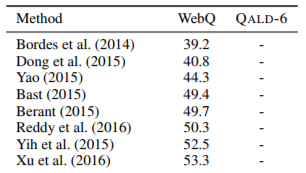 Method WebQ QALD-6
Bordes et al. (2014) 39.2 -
Dong et al. (2015) 40.8 -
Yao (2015) 44.3 -
Bast (2015) 49.4 -
Berant (2015) 49.7 -
Reddy et al. (2016) 50.3 -
Yih et al. (2015) 52.5 -
Xu et al. (2016) 53.3 -